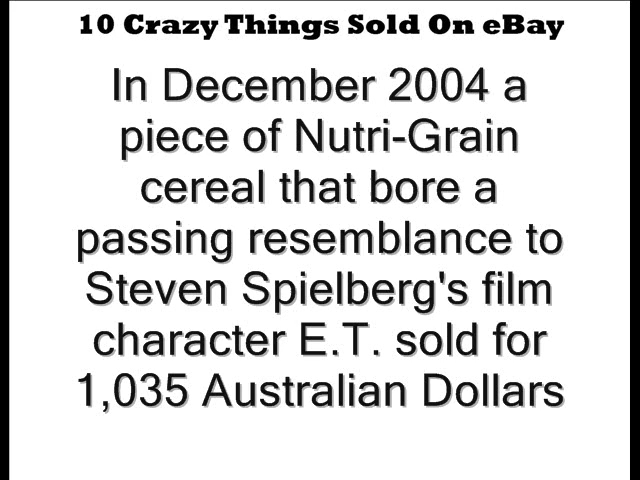 10 Crazy Things Sold On eBay
In December 2004 a
piece of Nutri-Grain
cereal that bore a
passing resemblance to
Steven Spielberg's film
character E.T. sold for
1,035 Australian Dollars